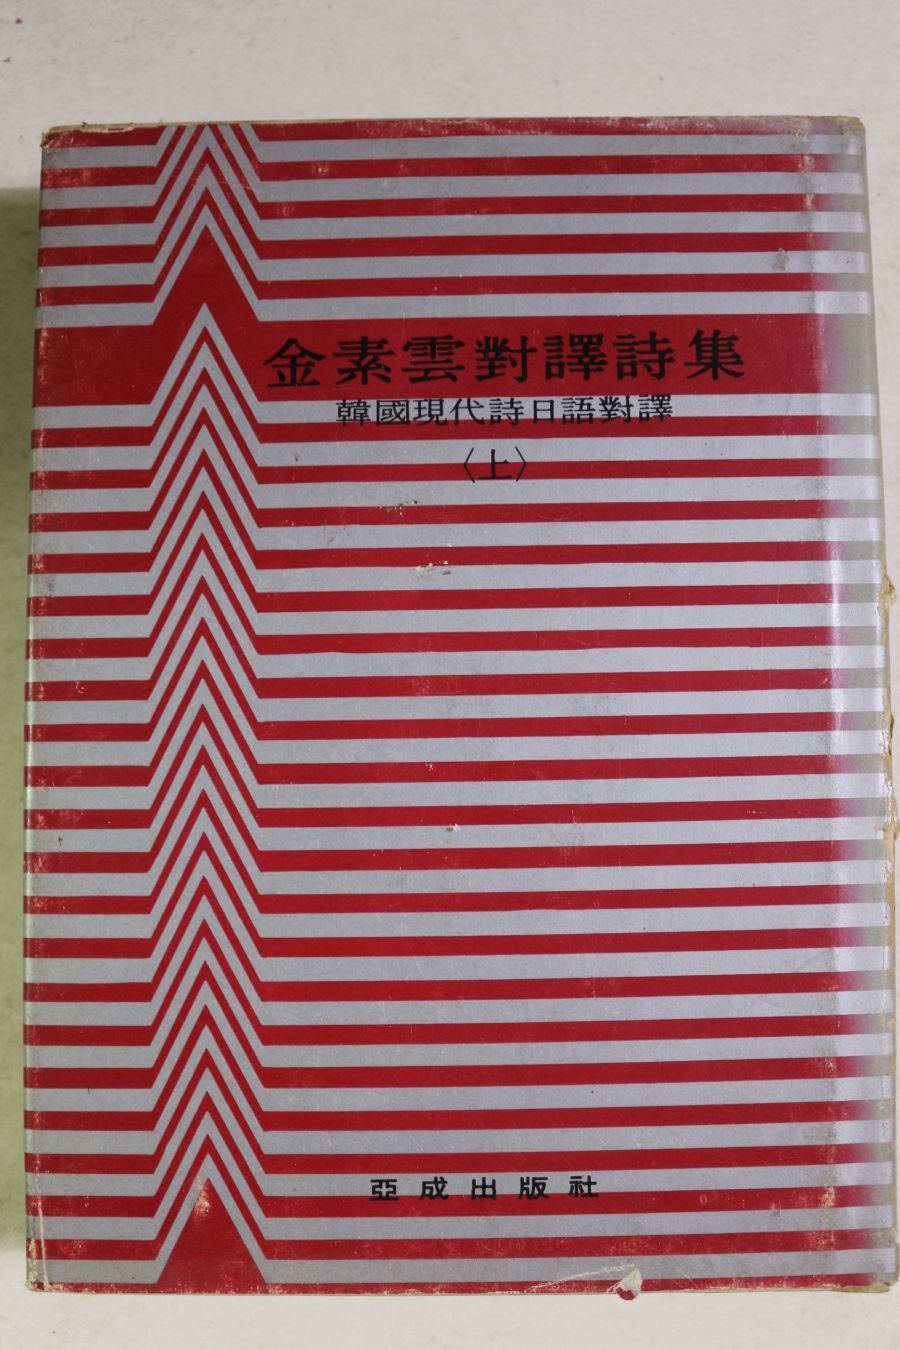 金素雲對譯詩集
韓國現代詩日語對譯
〈上〉
亞成出版社